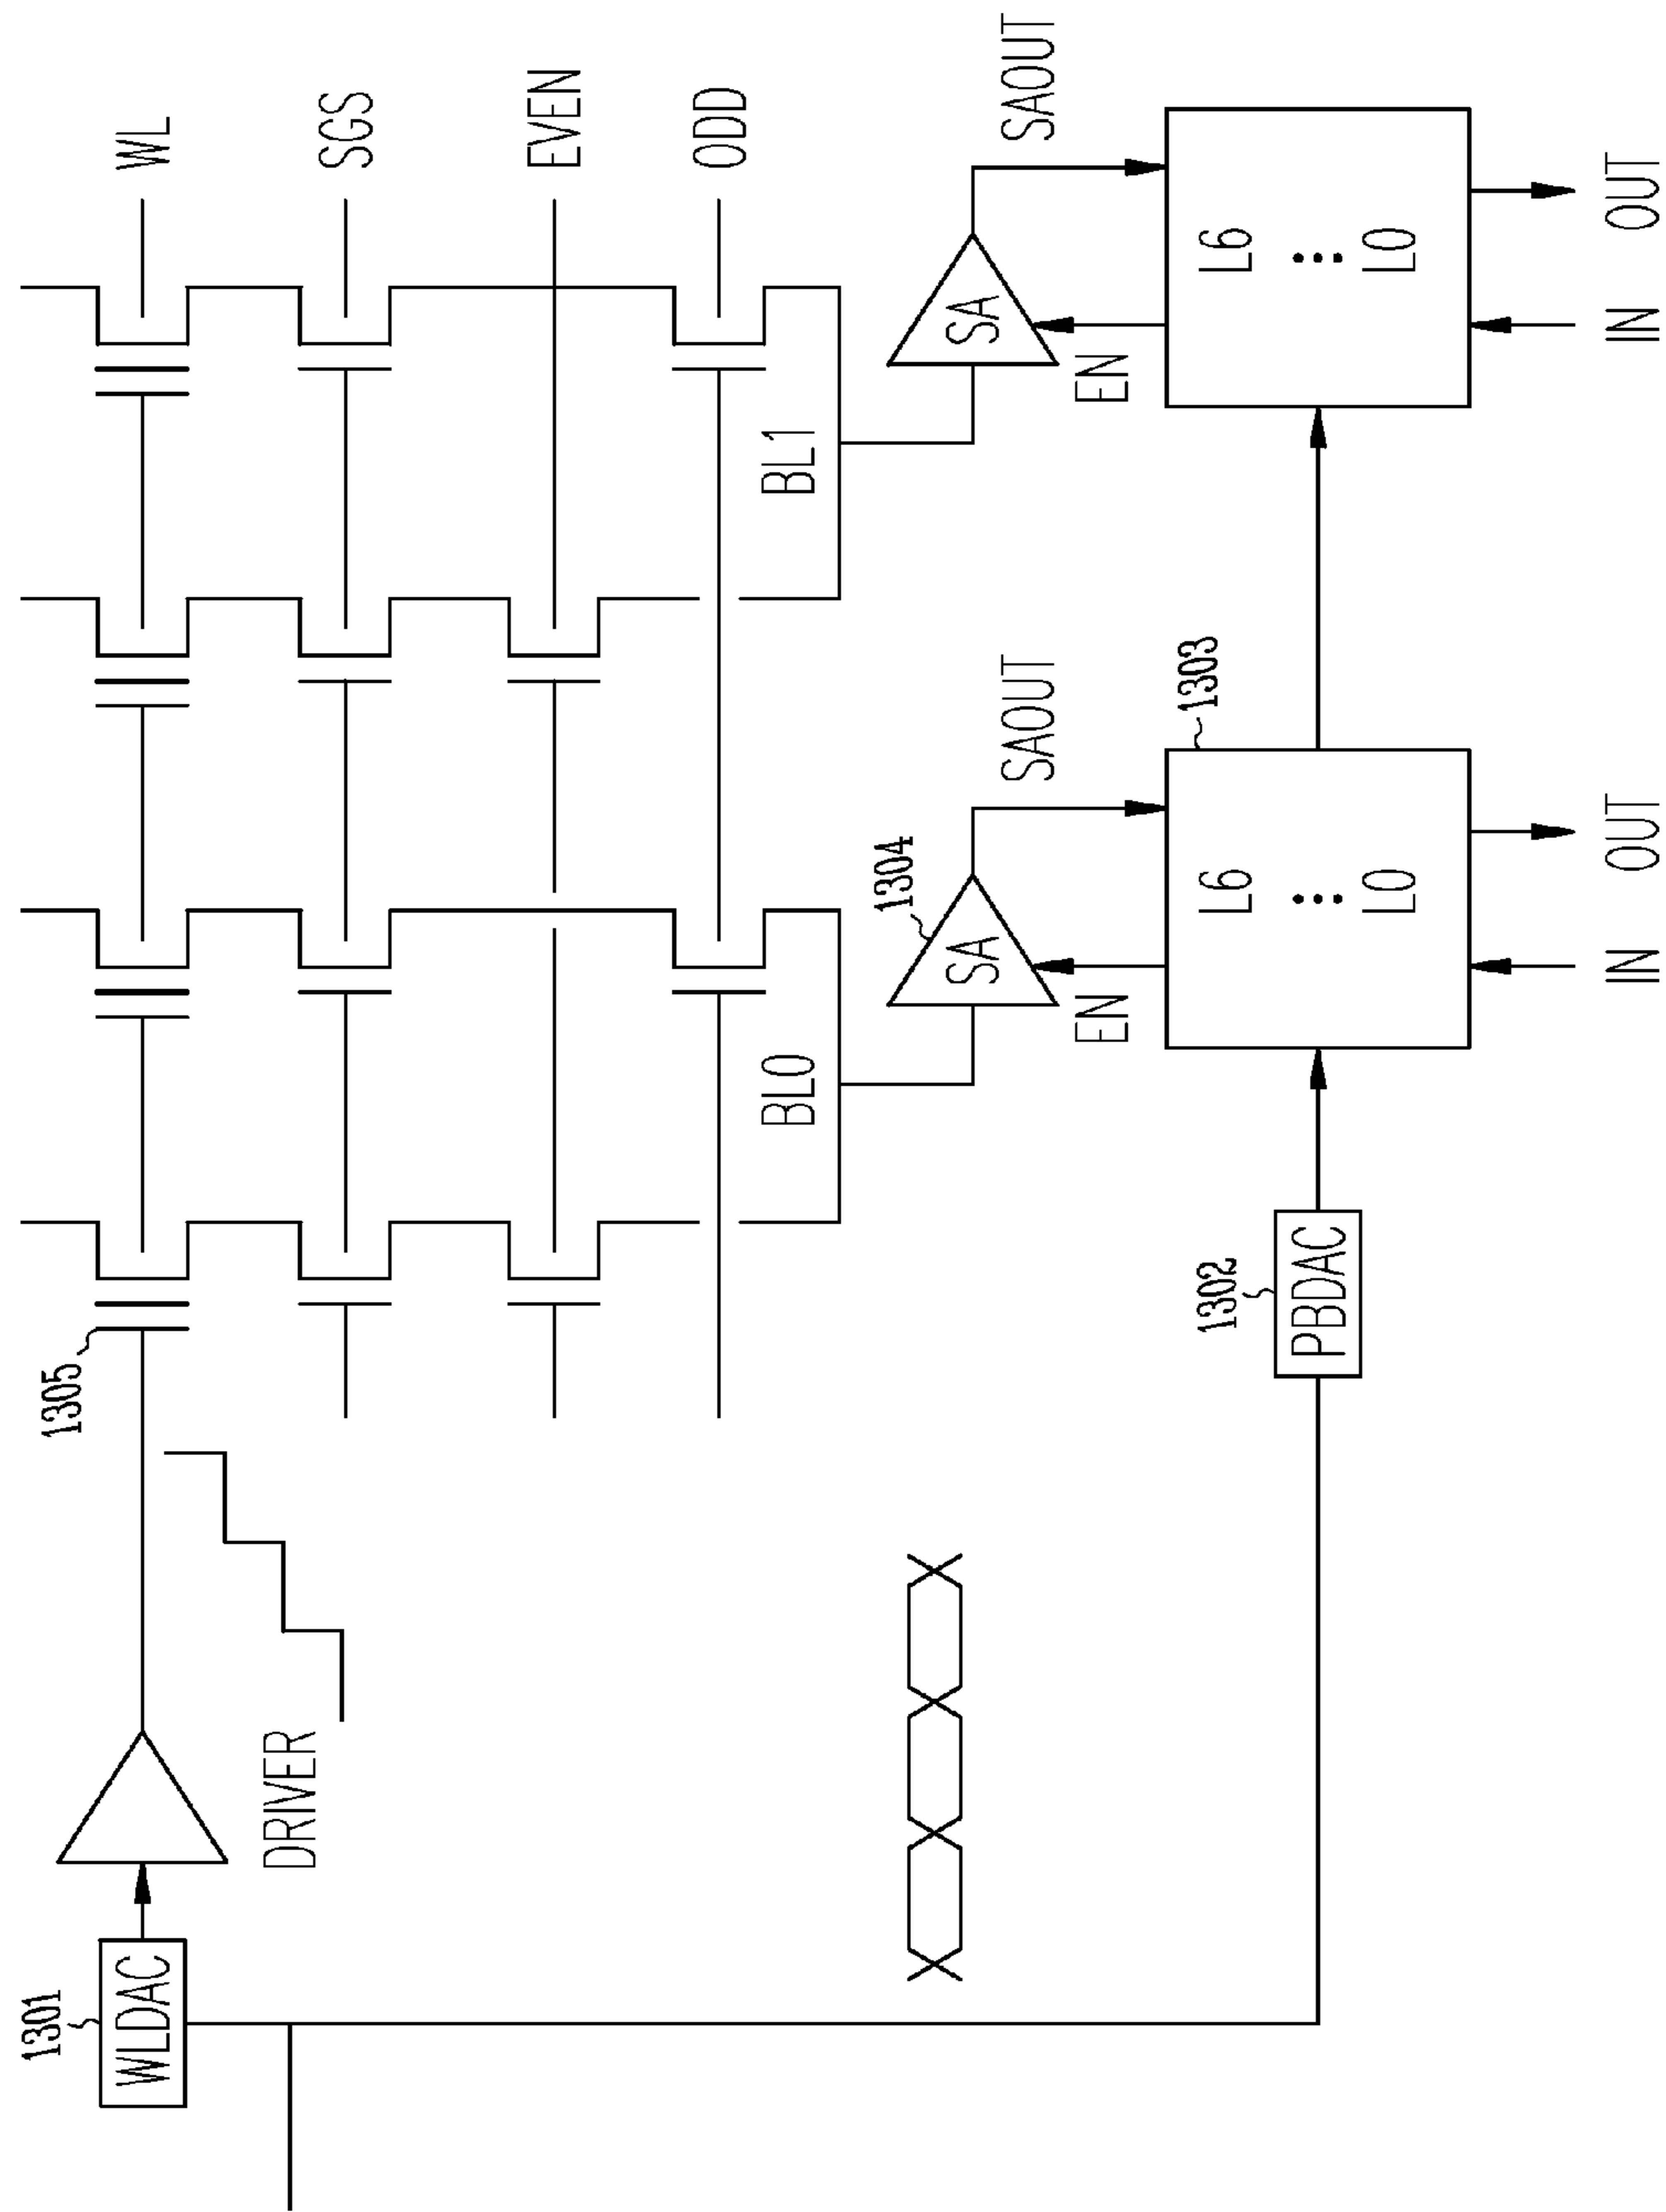 1301
WLDAC
DRIVER
1305
WL
SGS
EVEN
ODD
BL0
BL1
1304
SA
SAOUT
EN
SA
SAOUT
EN
1302
PBDAC
1303
L6
L0
IN
OUT
L6
L0
IN
OUT